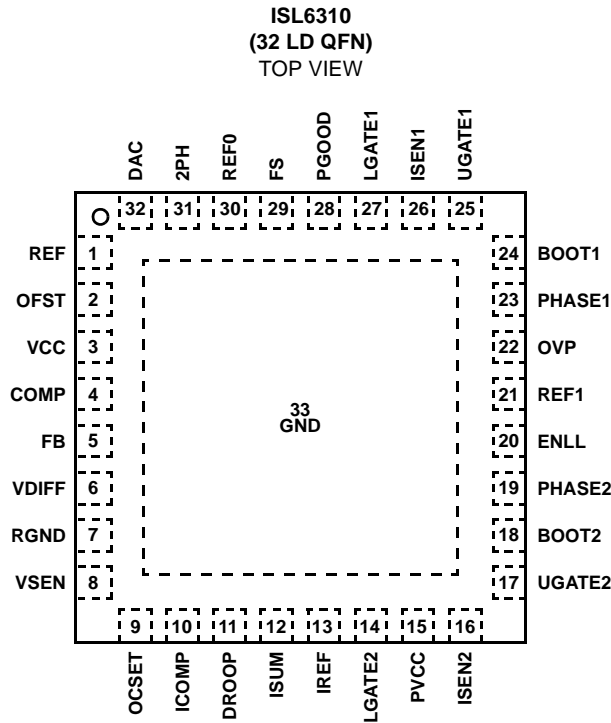 ISL6310
(32 LD QFN)
TOP VIEW
DAC
2PH
REF0
FS
PGOOD
LGATE1
ISEN1
UGATE1
32
31
30
29
28
27
26
25
REF 1
OFST 2
VCC 3
COMP 4
FB 5
VDIFF 6
RGND 7
VSEN 8
33
GND
24 BOOT1
23 PHASE1
22 OVP
21 REF1
20 ENLL
19 PHASE2
18 BOOT2
17 UGATE2
9
10
11
12
13
14
15
16
OCSET
ICOMP
DROOP
ISUM
IREF
LGATE2
PVCC
ISEN2